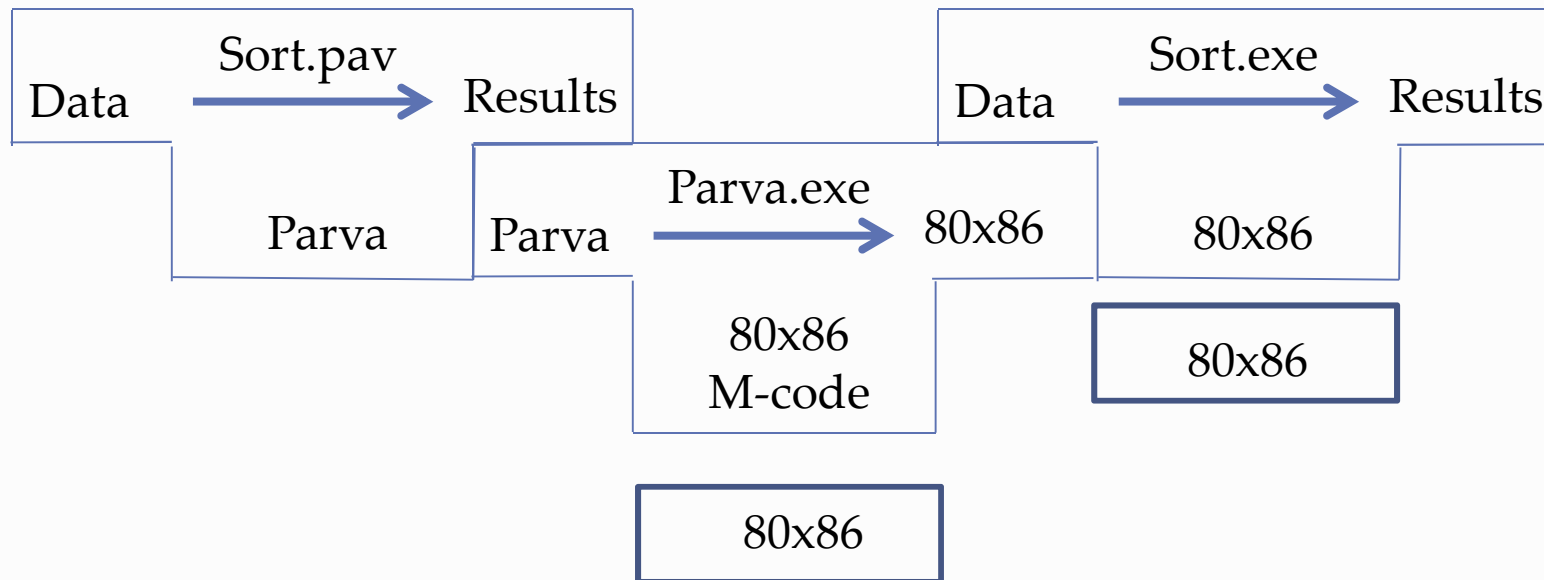 Sort.pav
Data Results
Sort.exe
Data Results
Parva
Parva.exe
Parva 80x86
80x86
80x86
M-code
80x86
80x86